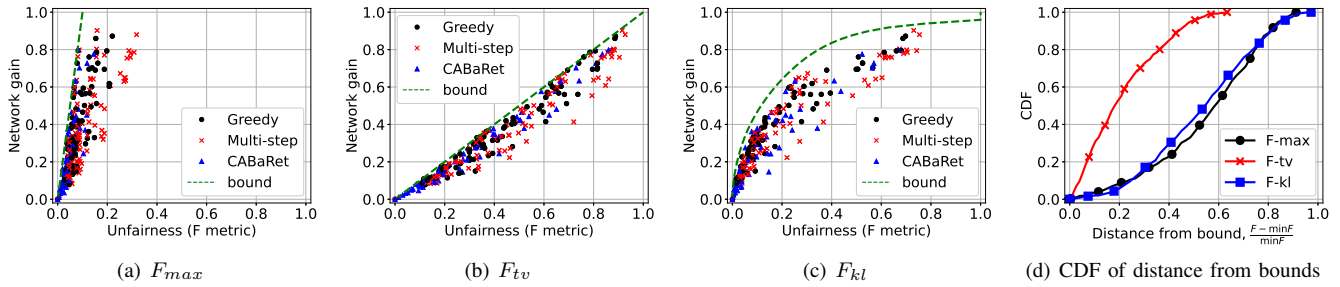 1.0
0.8
0.6
0.4
0.2
0.0
Network gain
Greedy
Multi-step
CABaRet
bound
0.0 0.2 0.4 0.6 0.8 1.0
Unfairness (F metric)
(a) F_max
1.0
0.8
0.6
0.4
0.2
0.0
Network gain
Greedy
Multi-step
CABaRet
bound
0.0 0.2 0.4 0.6 0.8 1.0
Unfairness (F metric)
(b) F_tv
1.0
0.8
0.6
0.4
0.2
0.0
Network gain
Greedy
Multi-step
CABaRet
bound
0.0 0.2 0.4 0.6 0.8 1.0
Unfairness (F metric)
(c) F_kl
1.0
0.8
0.6
0.4
0.2
0.0
CDF
F-max
F-tv
F-kl
0.0 0.2 0.4 0.6 0.8 1.0
Distance from bound, \frac{F-minF}{minF}
(d) CDF of distance from bounds